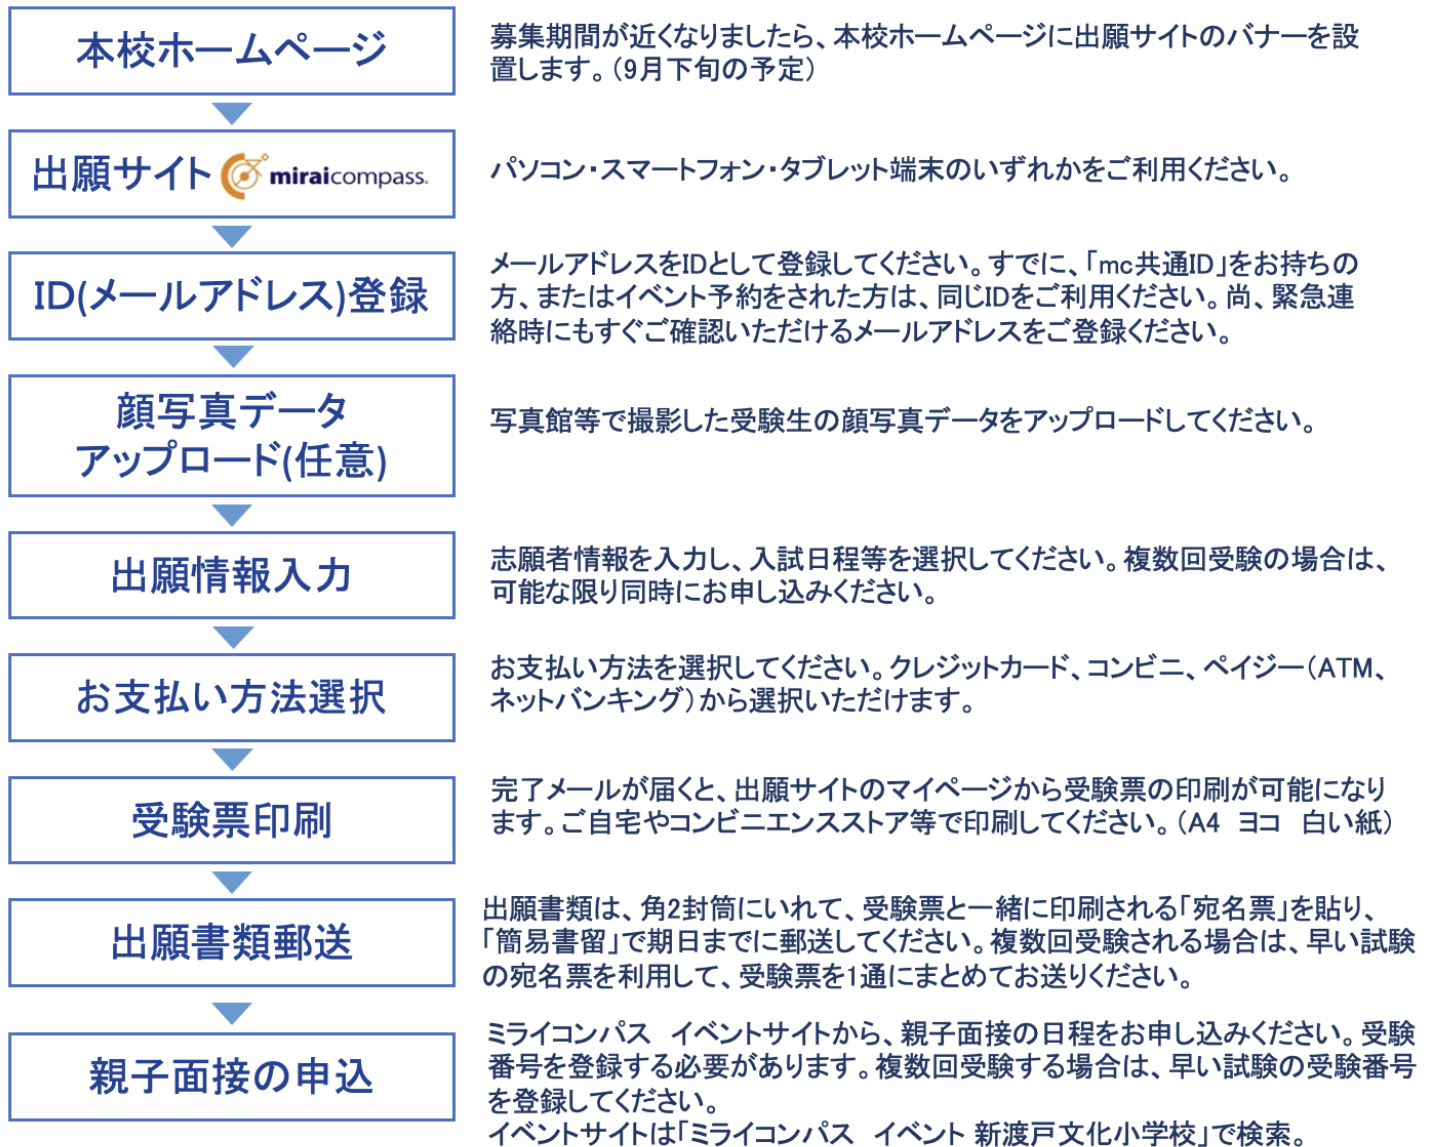 本校ホームページ
募集期間が近くなりましたら、本校ホームページに出願サイトのバナーを設
置します。（9月下旬の予定）
出願サイト miraicompass.
パソコン・スマートフォン・タブレット端末のいずれかをご利用ください。
ID(メールアドレス)登録
メールアドレスをIDとして登録してください。すでに、「mc共通ID」をお持ちの
方、またはイベント予約をされた方は、同じIDをご利用ください。尚、緊急連
絡時にもすぐご確認いただけるメールアドレスをご登録ください。
顔写真データ
アップロード(任意)
写真館等で撮影した受験生の顔写真データをアップロードしてください。
出願情報入力
志願者情報を入力し、入試日程等を選択してください。複数回受験の場合は、
可能な限り同時にお申し込みください。
お支払い方法選択
お支払い方法を選択してください。クレジットカード、コンビニ、ペイジー（ATM、
ネットバンキング）から選択いただけます。
受験票印刷
完了メールが届くと、出願サイトのマイページから受験票の印刷が可能になり
ます。ご自宅やコンビニエンスストア等で印刷してください。（A4　ヨコ　白い紙）
出願書類郵送
出願書類は、角2封筒にいれて、受験票と一緒に印刷される「宛名票」を貼り、
「簡易書留」で期日までに郵送してください。複数回受験される場合は、早い試験
の宛名票を利用して、受験票を1通にまとめてお送りください。
親子面接の申込
ミライコンパス　イベントサイトから、親子面接の日程をお申し込みください。受験
番号を登録する必要があります。複数回受験する場合は、早い試験の受験番号
を登録してください。
イベントサイトは「ミライコンパス　イベント 新渡戸文化小学校」で検索。